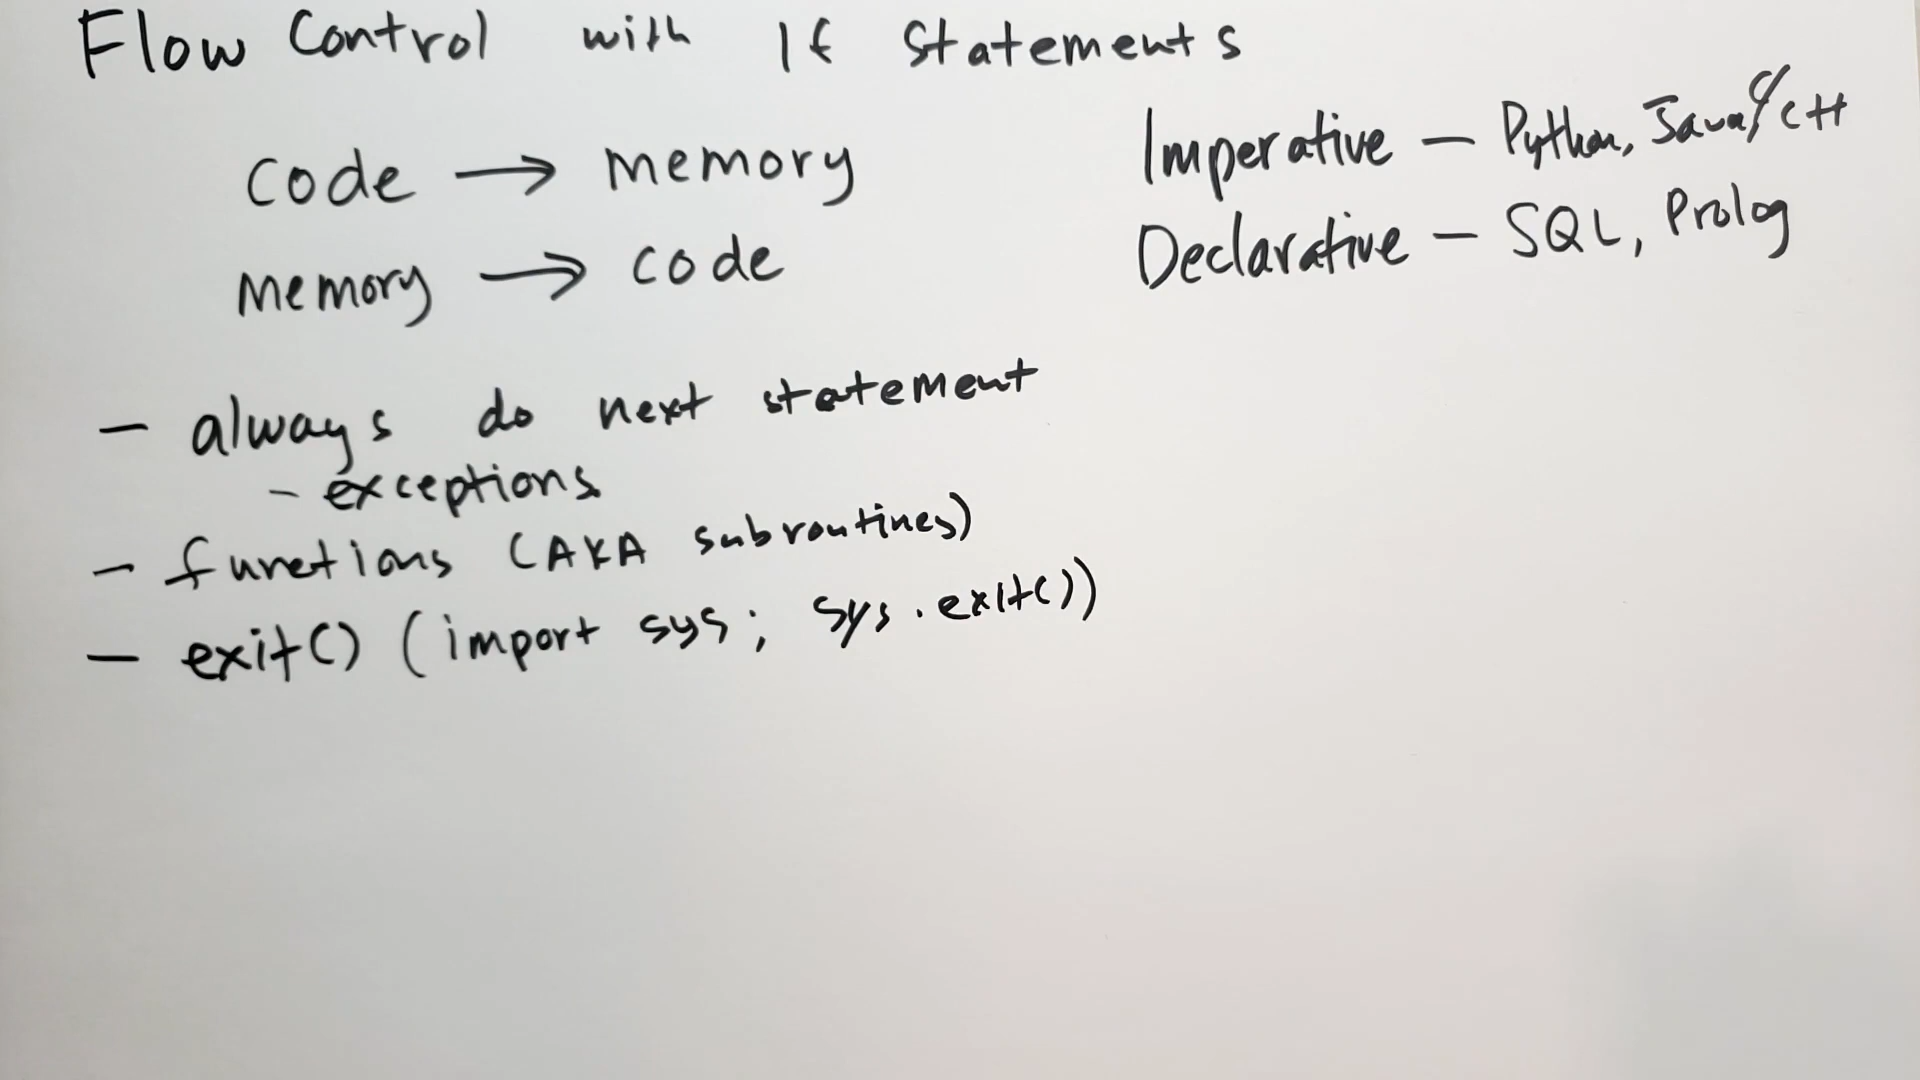 Flow Control with If Statements
code → memory
memory → code
Imperative — Python, Java, C/C++
Declarative — SQL, Prolog
— always do next statement
- exceptions
— functions (AKA subroutines)
— exit() (import sys; sys.exit())